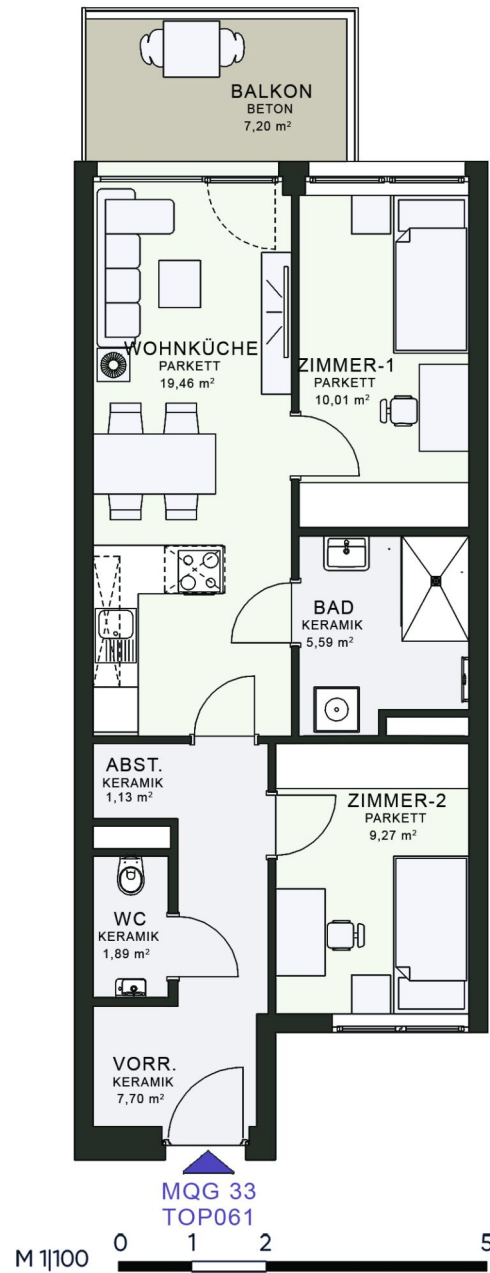 BALKON
BETON
7,20 m²
WOHNKÜCHE
PARKETT
19,46 m²
ZIMMER-1
PARKETT
10,01 m²
BAD
KERAMIK
5,59 m²
ABST.
KERAMIK
1,13 m²
ZIMMER-2
PARKETT
9,27 m²
WC
KERAMIK
1,89 m²
VORR.
KERAMIK
7,70 m²
MQG 33
TOP061
M 1|100
0 1 2 5